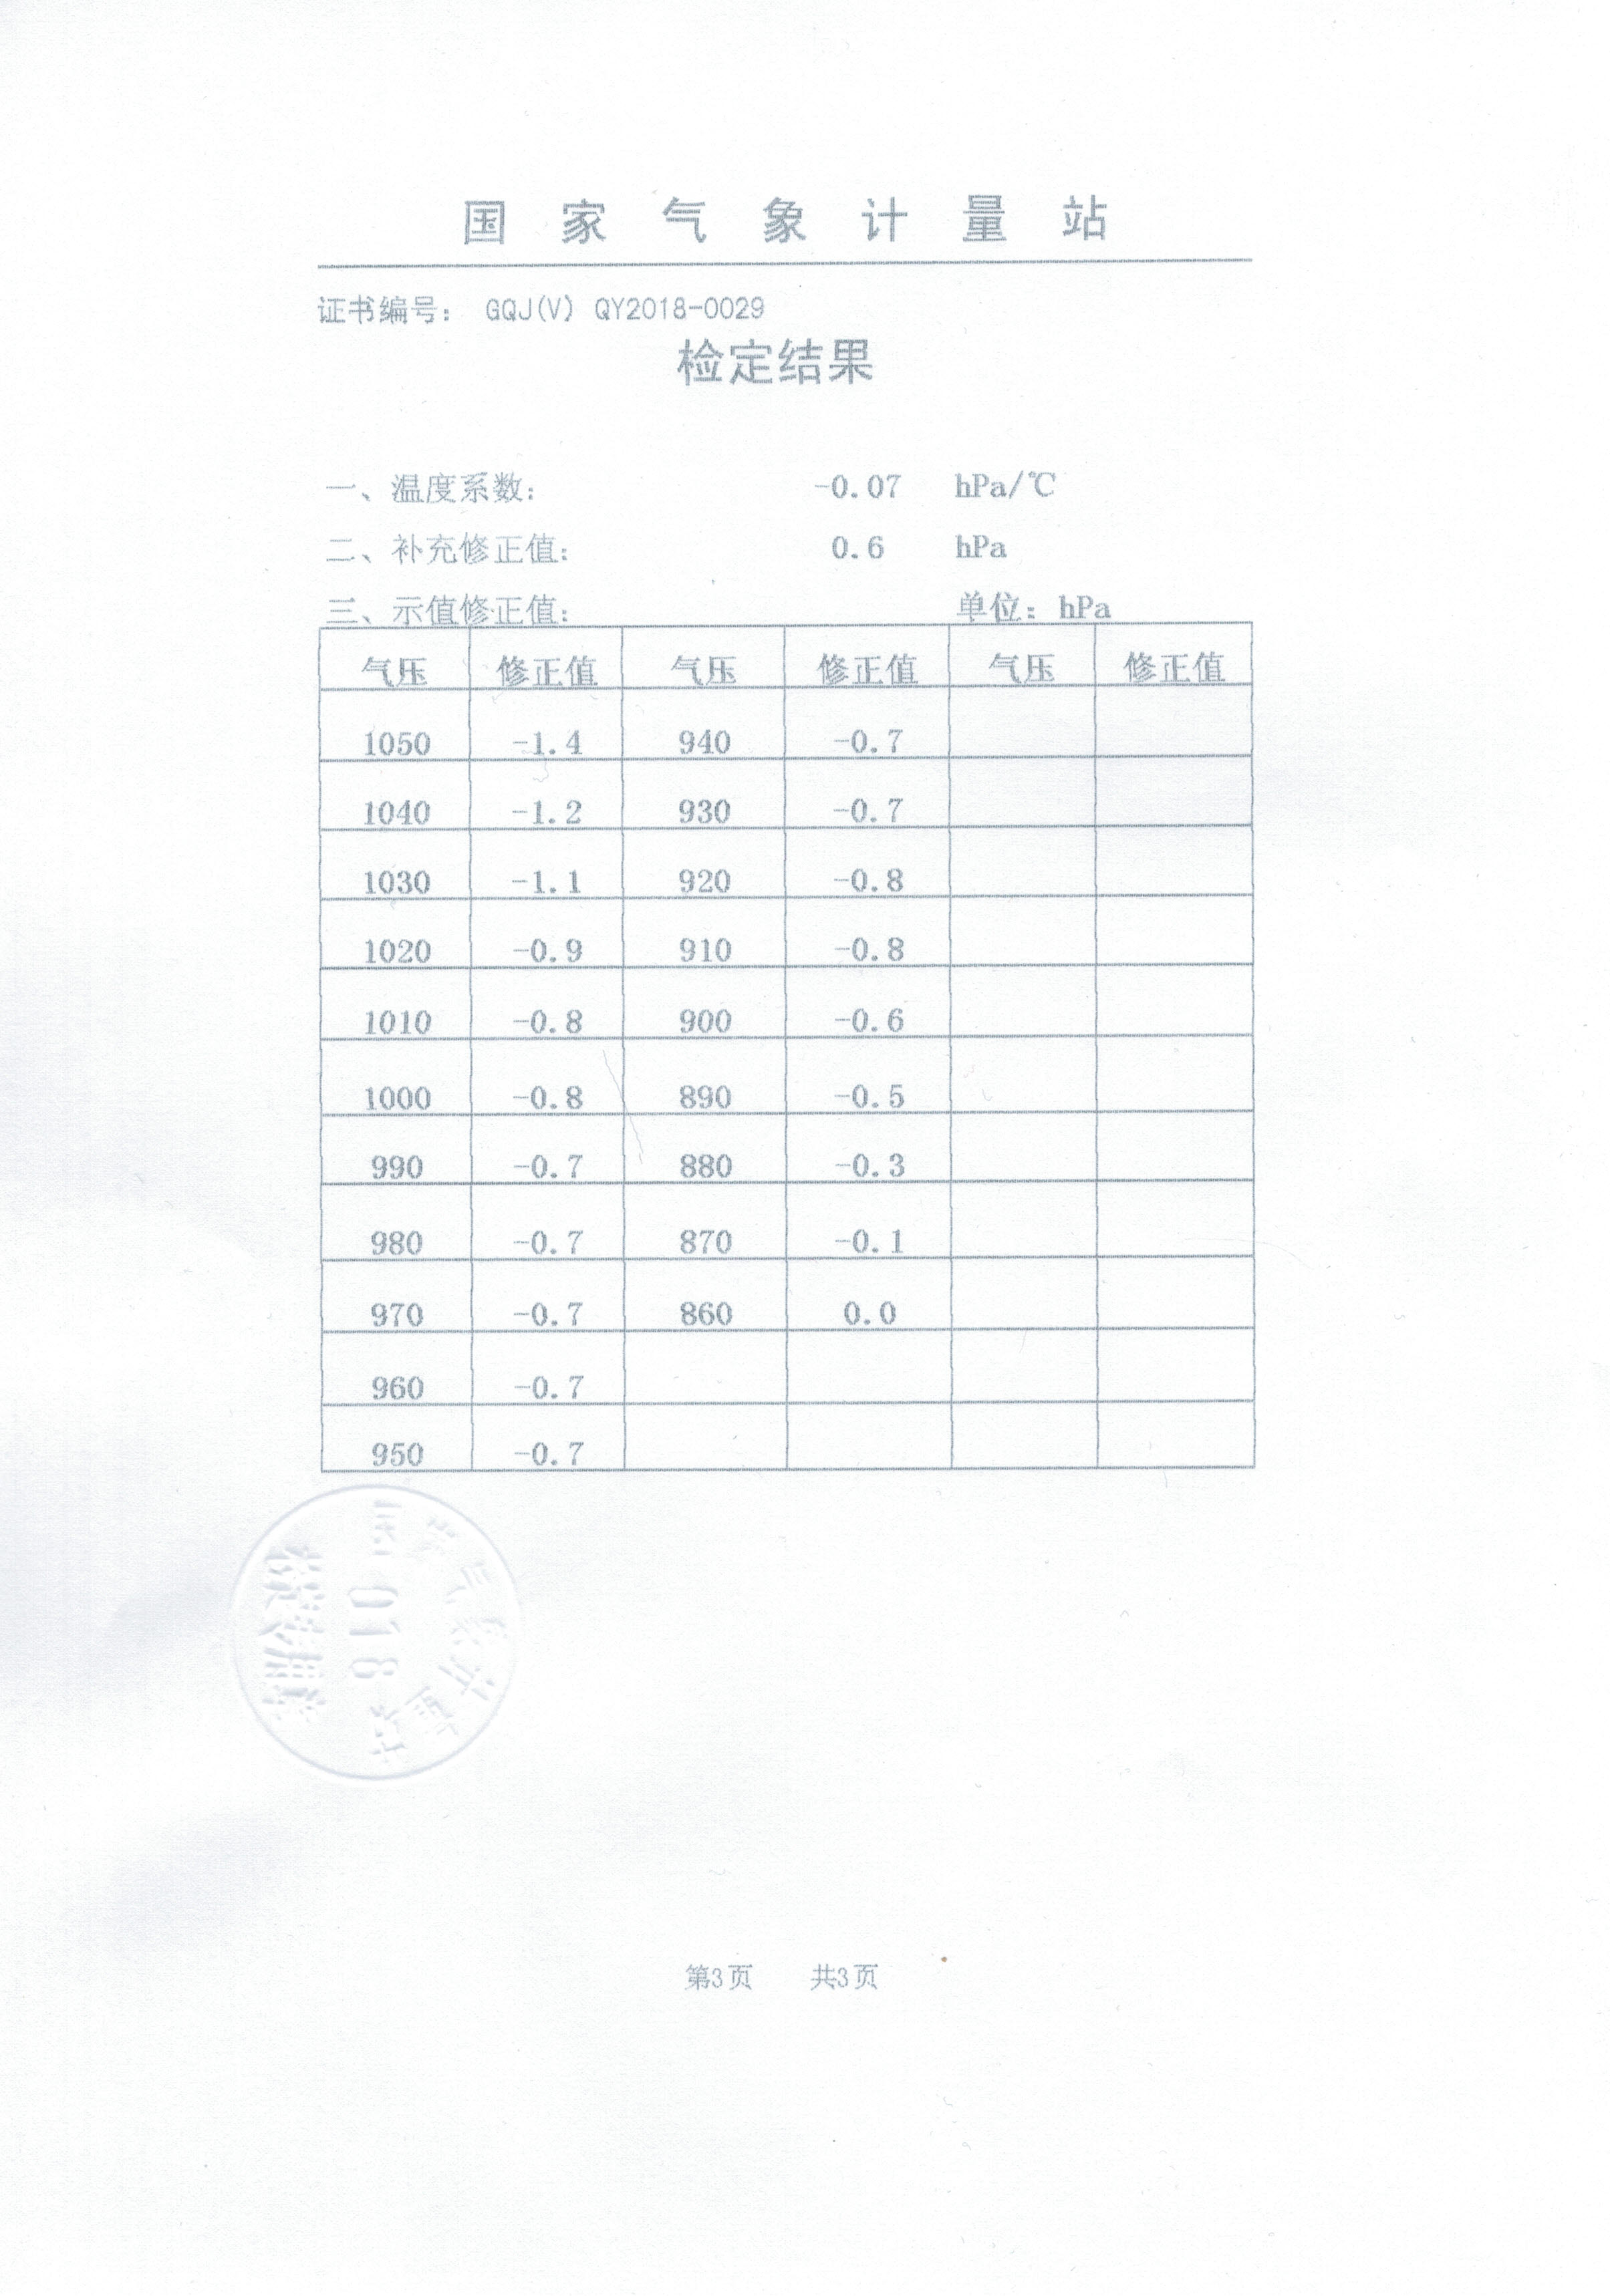 国家气象计量站
证书编号： GQJ(V) QY2018-0029
检定结果
一、温度系数: -0.07 hPa/℃
二、补充修正值: 0.6 hPa
三、示值修正值: 单位: hPa
气压 修正值 气压 修正值 气压 修正值
1050 -1.4 940 -0.7
1040 -1.2 930 -0.7
1030 -1.1 920 -0.8
1020 -0.9 910 -0.8
1010 -0.8 900 -0.6
1000 -0.8 890 -0.5
990 -0.7 880 -0.3
980 -0.7 870 -0.1
970 -0.7 860 0.0
960 -0.7
950 -0.7
018
第3页 共3页